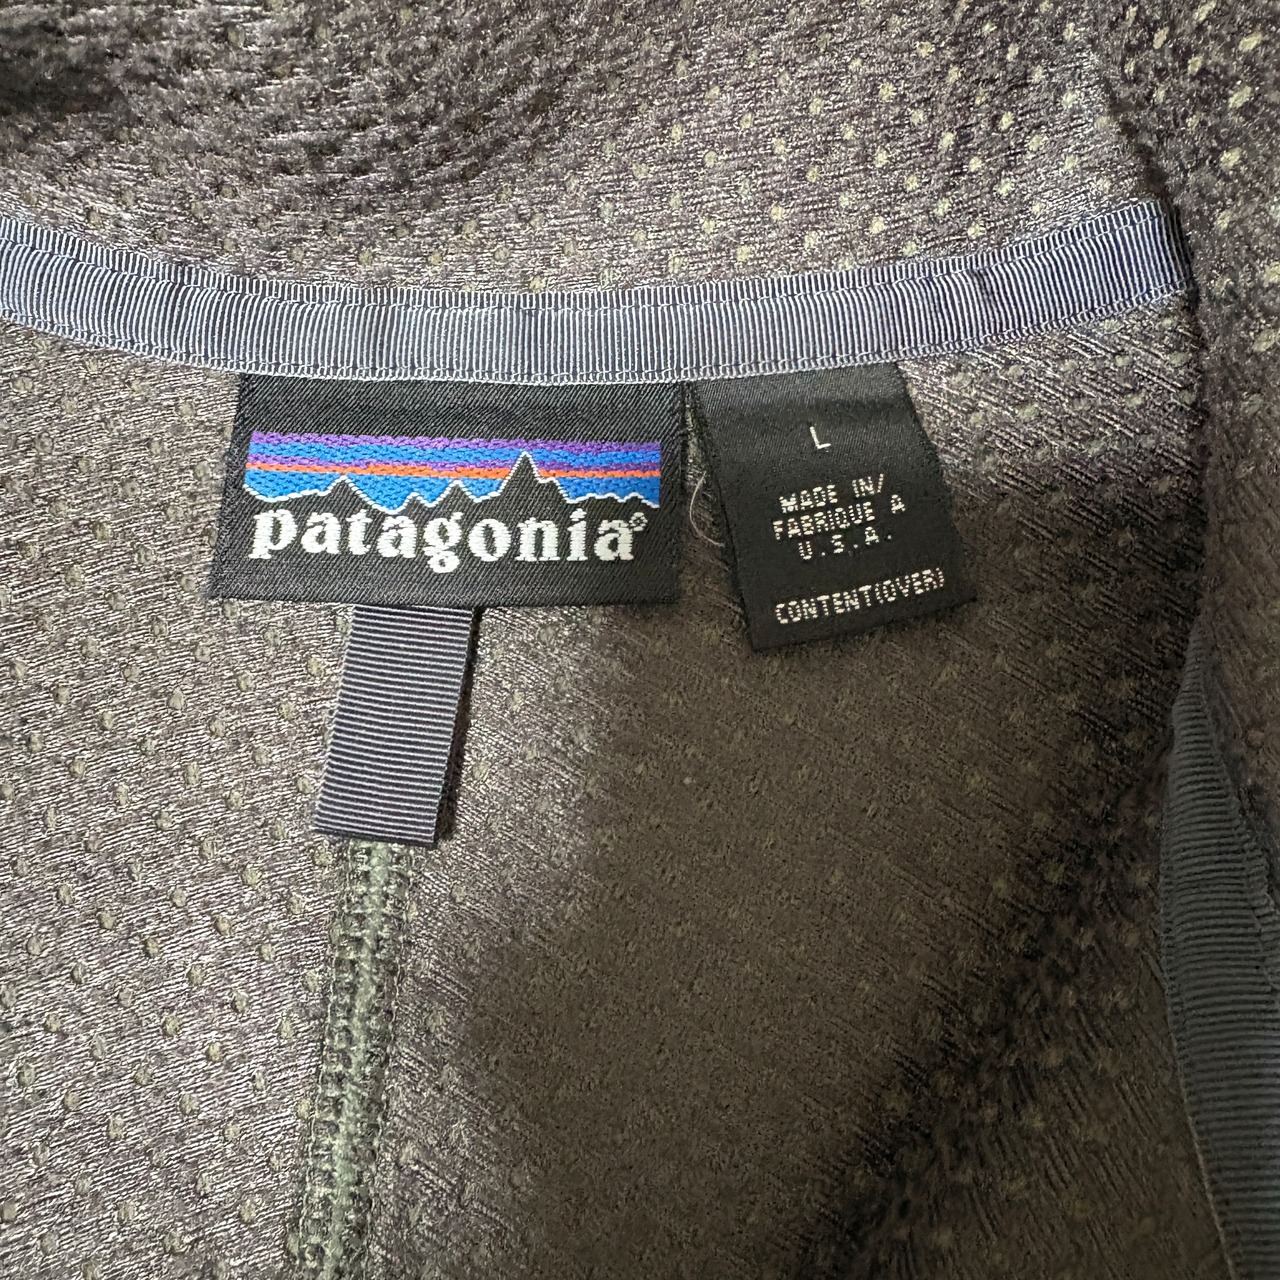 patagonia®
L
MADE IN/
FABRIQUE A
U.S.A.
CONTENT(OVER)